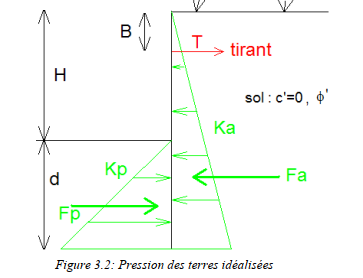 B
T
tirant
H
sol : c'=0 , ϕ'
Ka
Kp
d
Fa
Fp
Figure 3.2: Pression des terres idéalisées